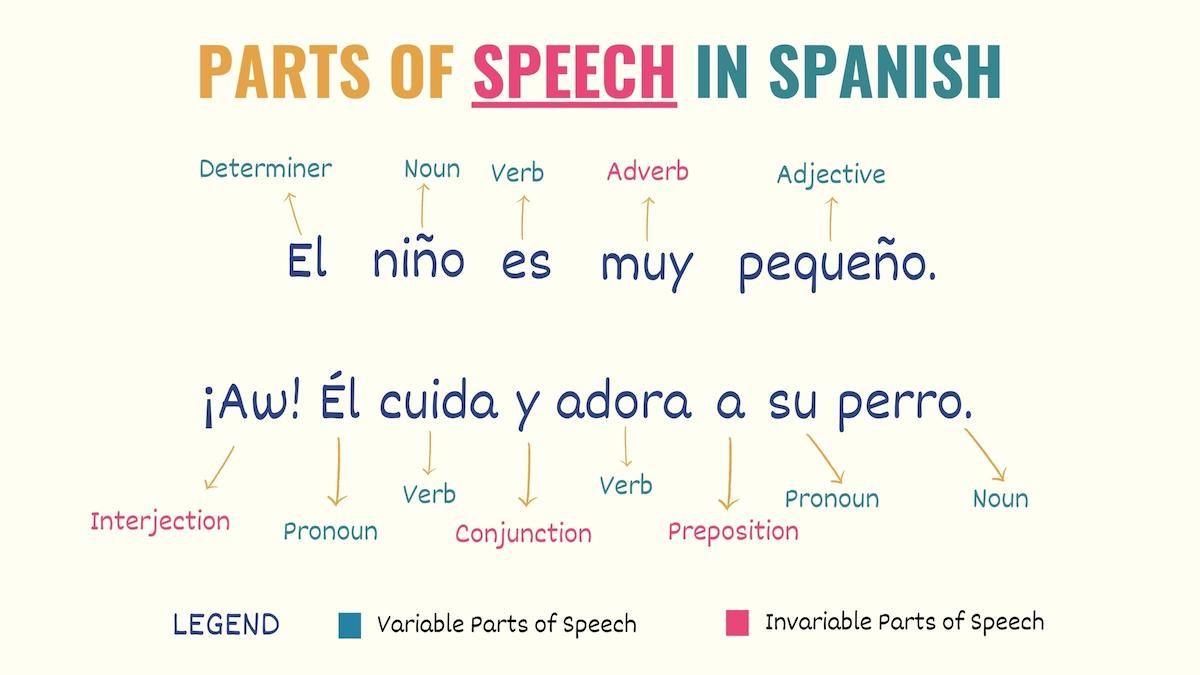 PARTS OF SPEECH IN SPANISH
Determiner Noun Verb Adverb Adjective
El niño es muy pequeño.
¡Aw! Él cuida y adora a su perro.
Interjection Pronoun Verb Conjunction Verb Preposition Pronoun Noun
LEGEND Variable Parts of Speech Invariable Parts of Speech